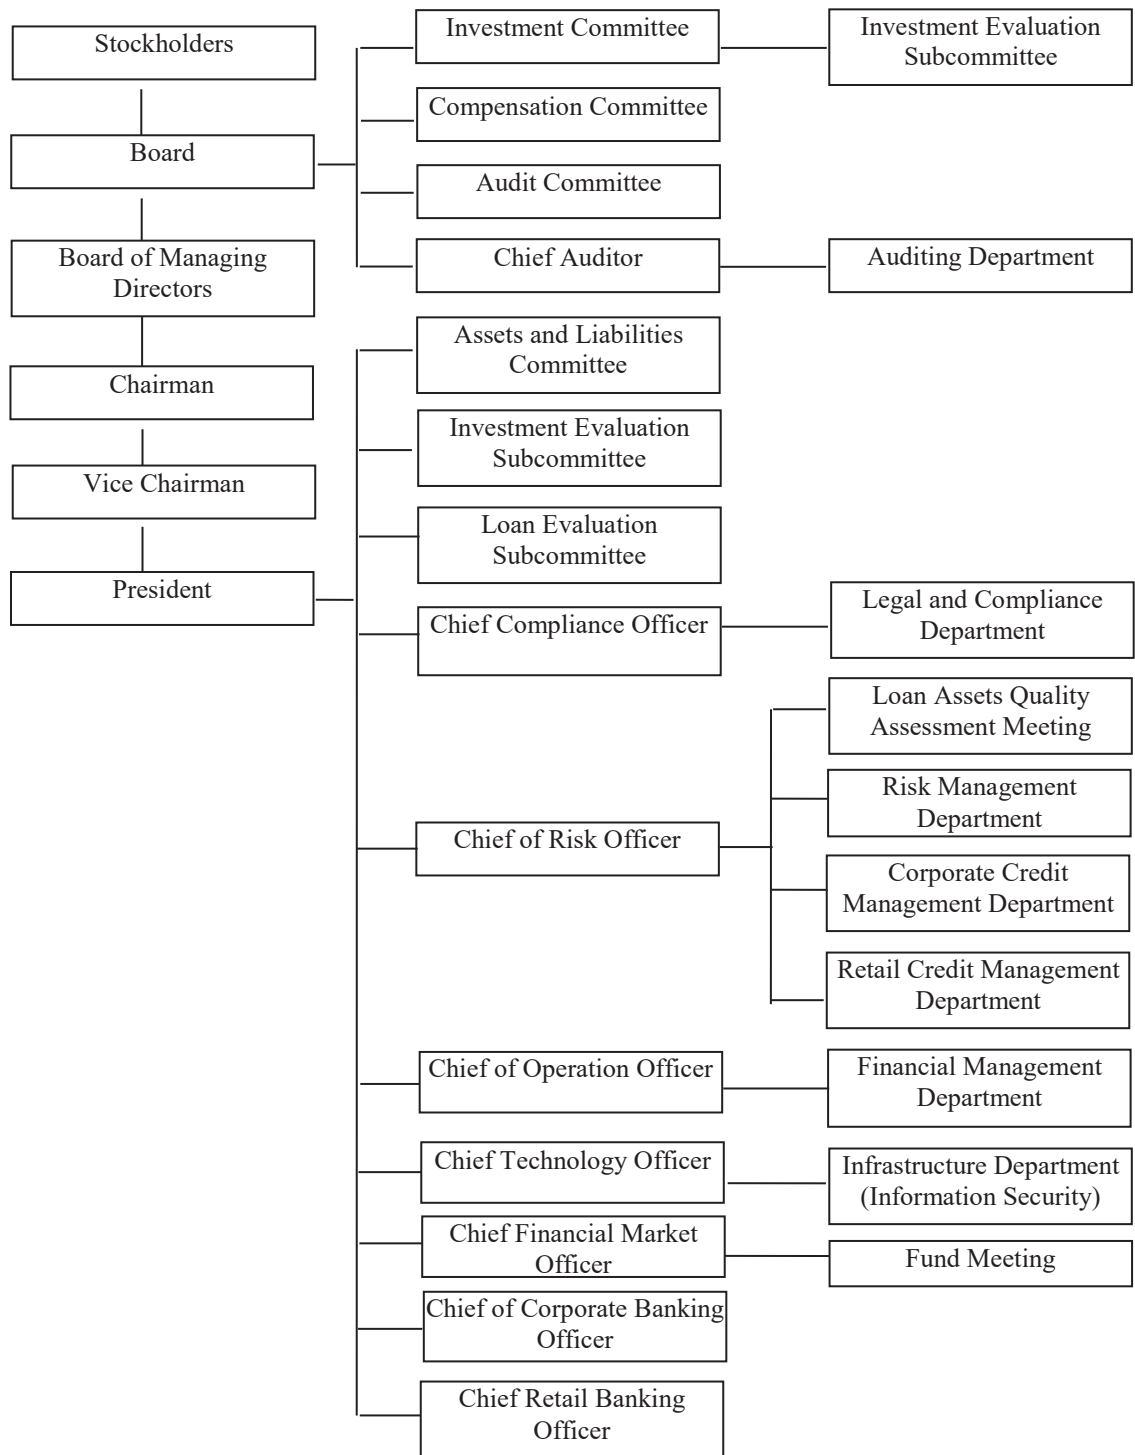 Stockholders
Board
Board of Managing
Directors
Chairman
Vice Chairman
President
Investment Committee
Compensation Committee
Audit Committee
Chief Auditor
Assets and Liabilities
Committee
Investment Evaluation
Subcommittee
Loan Evaluation
Subcommittee
Chief Compliance Officer
Chief of Risk Officer
Chief of Operation Officer
Chief Technology Officer
Chief Financial Market
Officer
Chief of Corporate Banking
Officer
Chief Retail Banking
Officer
Investment Evaluation
Subcommittee
Auditing Department
Legal and Compliance
Department
Loan Assets Quality
Assessment Meeting
Risk Management
Department
Corporate Credit
Management Department
Retail Credit Management
Department
Financial Management
Department
Infrastructure Department
(Information Security)
Fund Meeting